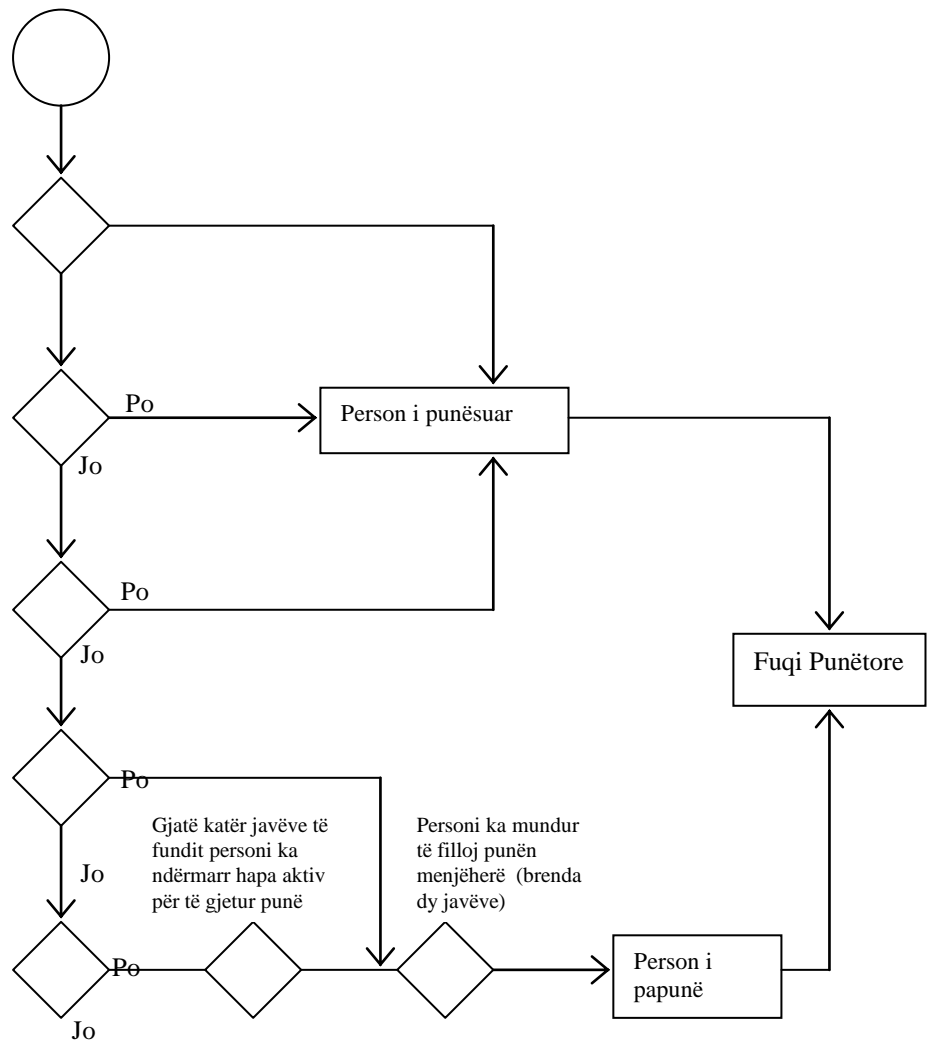 Po
Person i punësuar
Jo
Po
Jo
Fuqi Punëtore
Po
Gjatë katër javëve të
fundit personi ka
ndërmarr hapa aktiv
për të gjetur punë
Personi ka mundur
të filloj punën
menjëherë (brenda
dy javëve)
Jo
Po
Person i
papunë
Jo